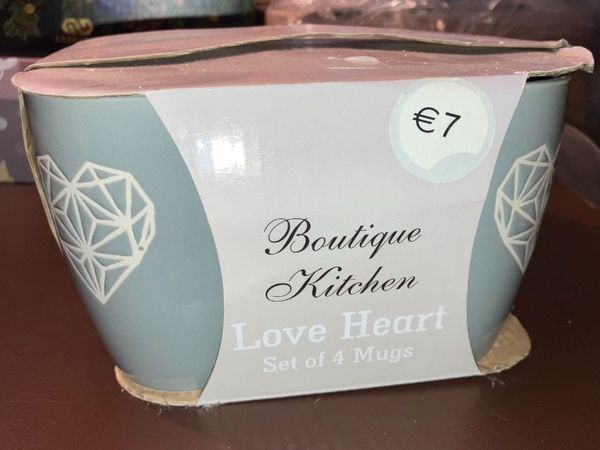 €7
Boutique
Kitchen
Love Heart
Set of 4 Mugs